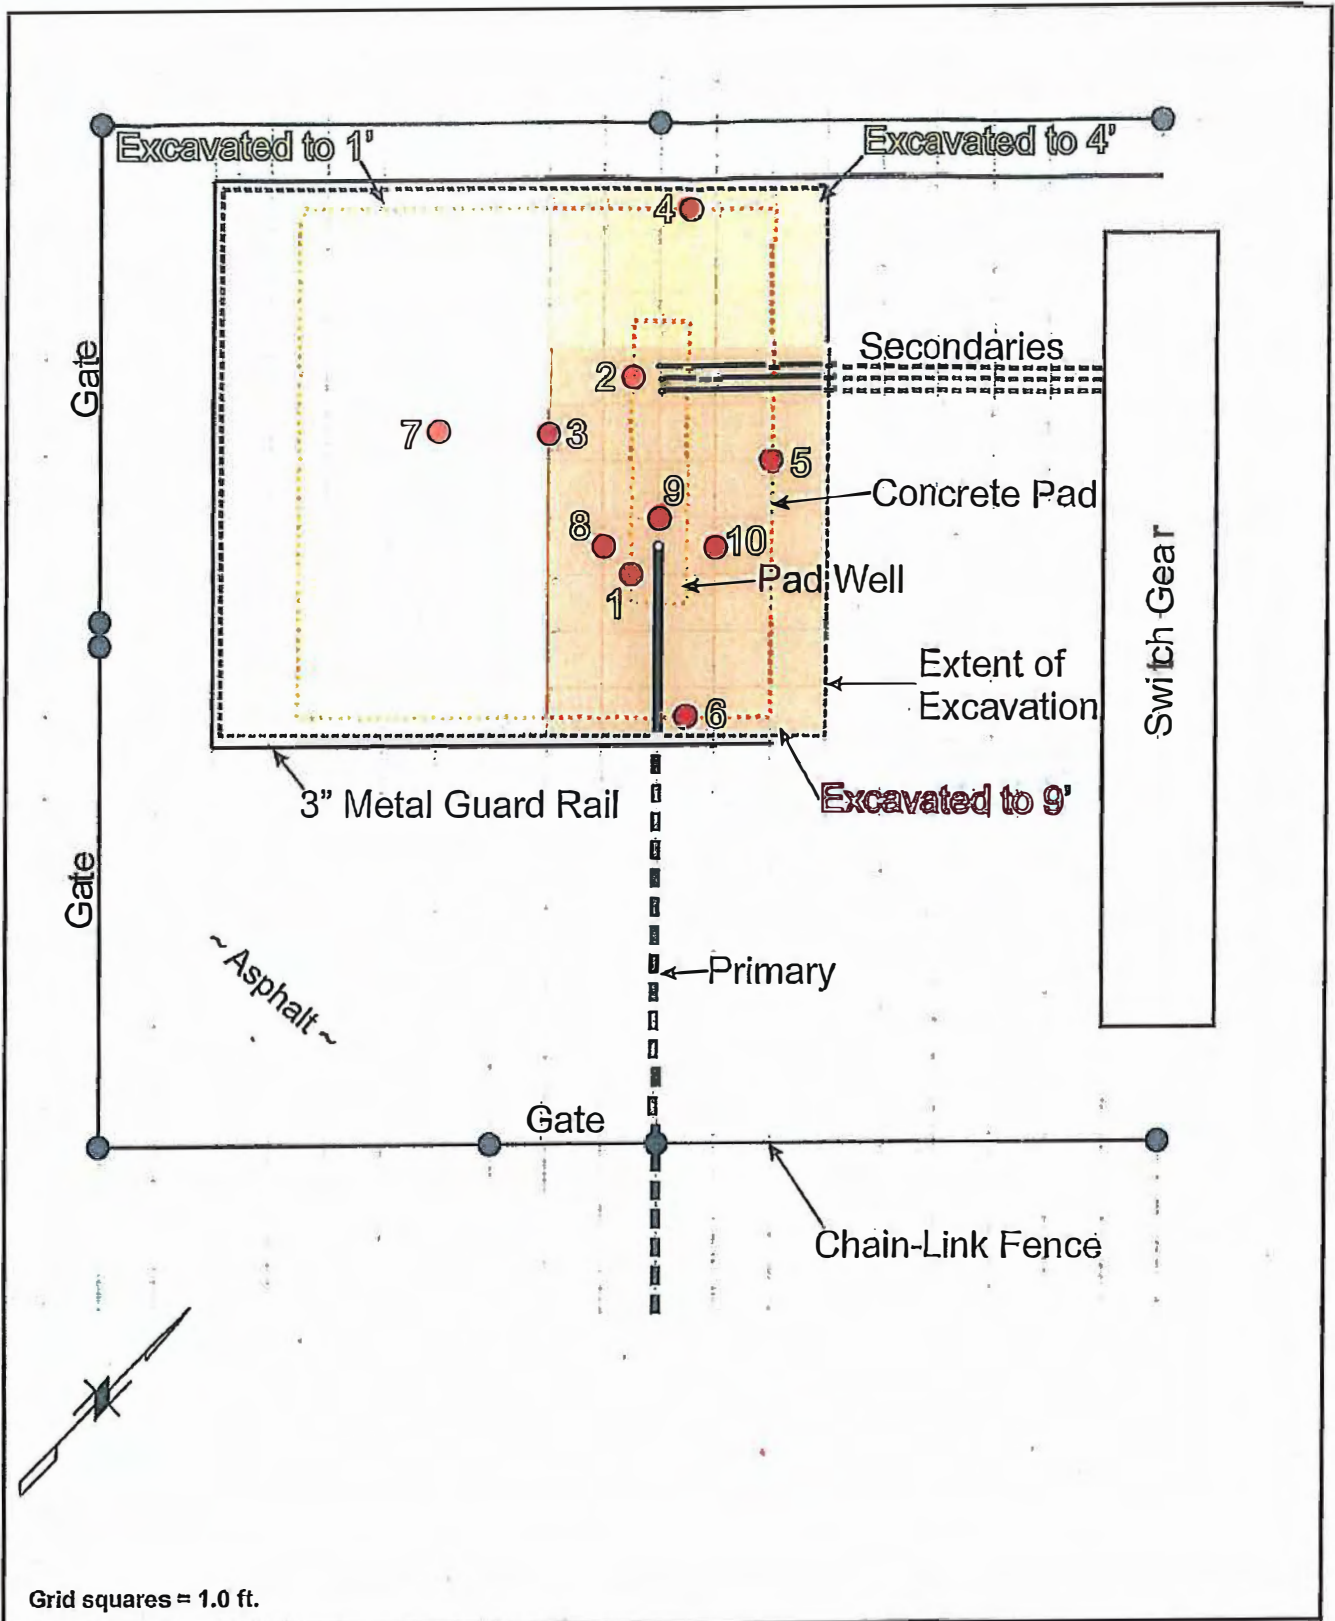 Excavated to 1'
Excavated to 4'
4
Gate
Secondaries
2
7
3
5
Concrete Pad
9
8
10
Pad Well
1
Switch Gear
Extent of
Excavation
6
3" Metal Guard Rail
Excavated to 9'
Gate
~ Asphalt ~
Primary
Gate
Chain-Link Fence
Grid squares = 1.0 ft.